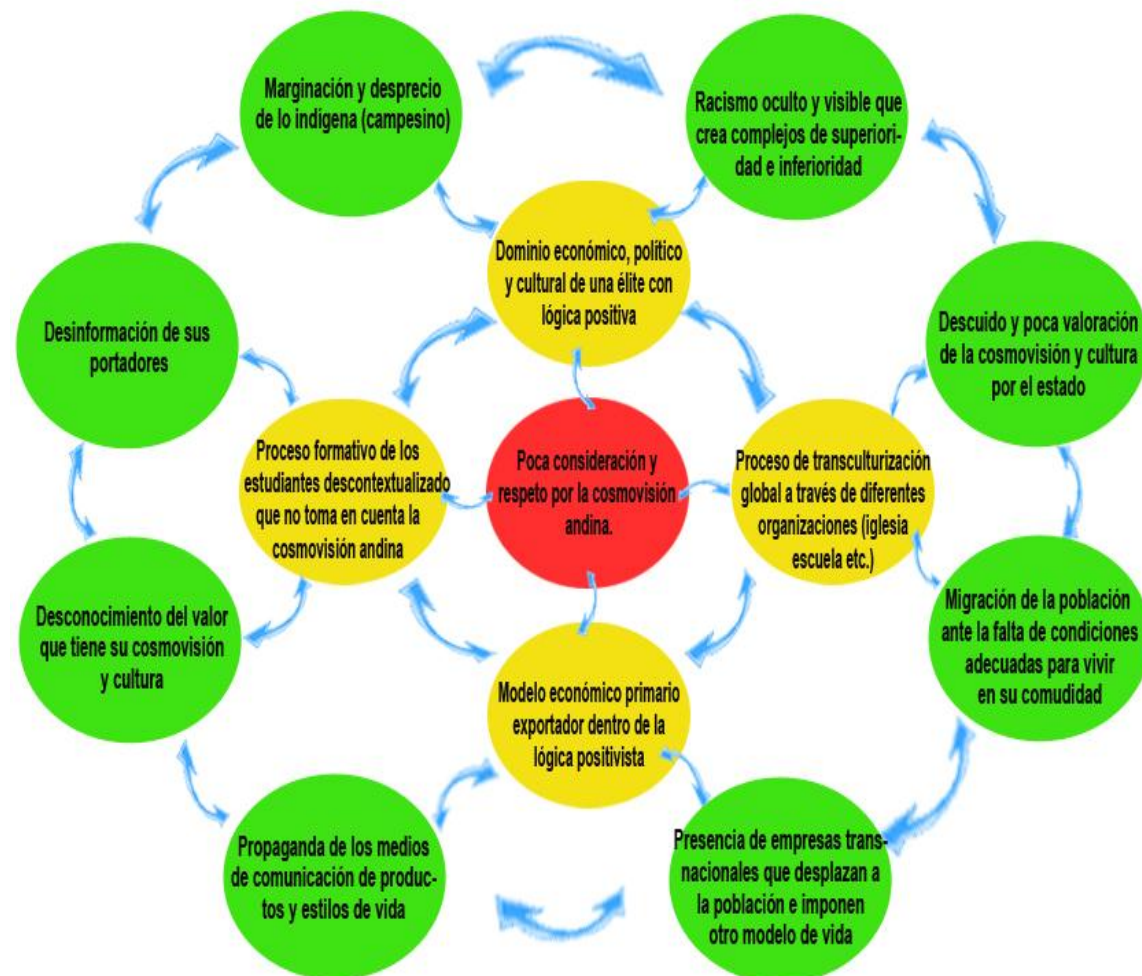 Marginación y desprecio
de lo indígena (campesino)
Racismo oculto y visible que
crea complejos de superiori-
dad e inferioridad
Dominio económico, político
y cultural de una élite con
lógica positiva
Desinformación de sus
portadores
Descuido y poca valoración
de la cosmovisión y cultura
por el estado
Proceso formativo de los
estudiantes descontextualizado
que no toma en cuenta la
cosmovisión andina
Poca consideración y
respeto por la cosmovisión
andina.
Proceso de transculturización
global a través de diferentes
organizaciones (iglesia
escuela etc.)
Desconocimiento del valor
que tiene su cosmovisión
y cultura
Migración de la población
ante la falta de condiciones
adecuadas para vivir
en su comudidad
Modelo económico primario
exportador dentro de la
lógica positivista
Propaganda de los medios
de comunicación de produc-
tos y estilos de vida
Presencia de empresas trans-
nacionales que desplazan a
la población e imponen
otro modelo de vida